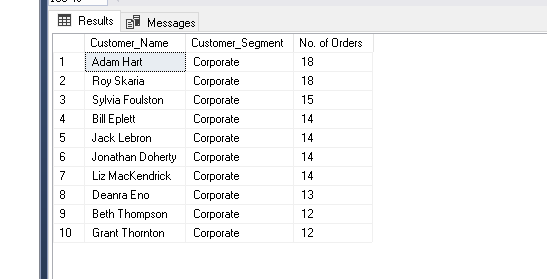 Results Messages
Customer_Name Customer_Segment No. of Orders
1 Adam Hart Corporate 18
2 Roy Skaria Corporate 18
3 Sylvia Foulston Corporate 15
4 Bill Eplett Corporate 14
5 Jack Lebron Corporate 14
6 Jonathan Doherty Corporate 14
7 Liz MacKendrick Corporate 14
8 Deanra Eno Corporate 13
9 Beth Thompson Corporate 12
10 Grant Thornton Corporate 12